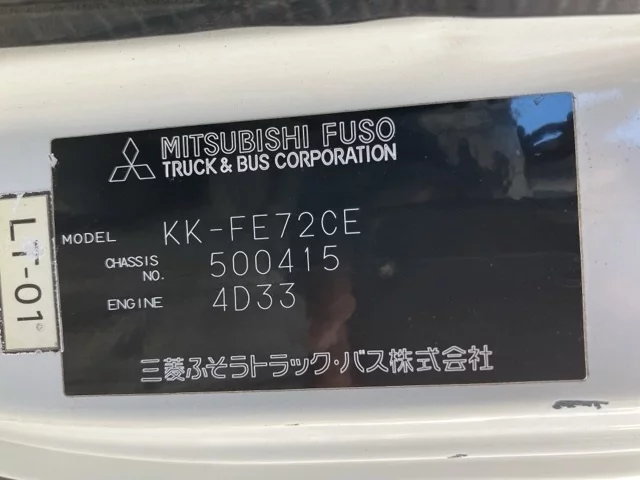 MITSUBISHI FUSO
TRUCK & BUS CORPORATION
MODEL KK-FE72CE
CHASSIS NO. 500415
ENGINE 4D33
三菱ふそうトラック・バス株式会社
LT-01